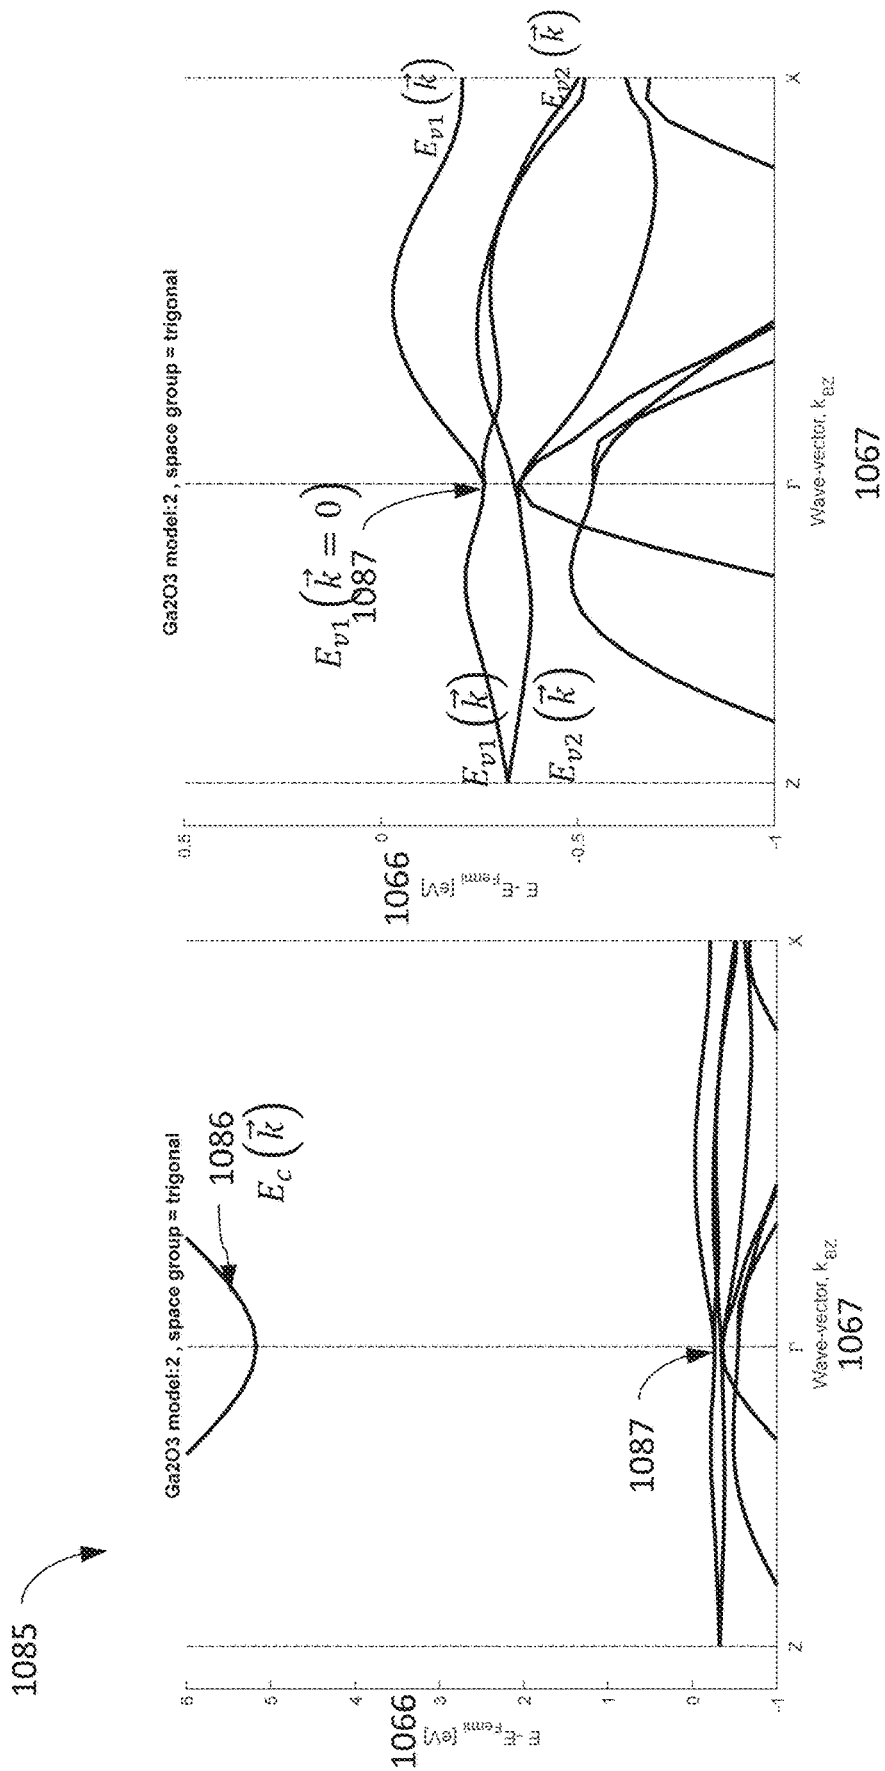 1085
Ga2O3 model:2 , space group = trigonal
6
5
4
3
2
1
0
-1
1066
E -E_Fermi [eV]
1086
E_c (k⃗)
1087
Z
Γ
X
Wave-vector, k_BZ
1067
Ga2O3 model:2 , space group = trigonal
0.5
0
-0.5
-1
1066
E -E_Fermi [eV]
E_v1 (k⃗ = 0)
1087
E_v1 (k⃗)
E_v2 (k⃗)
E_v1 (k⃗)
E_v2 (k⃗)
Z
Γ
X
Wave-vector, k_BZ
1067